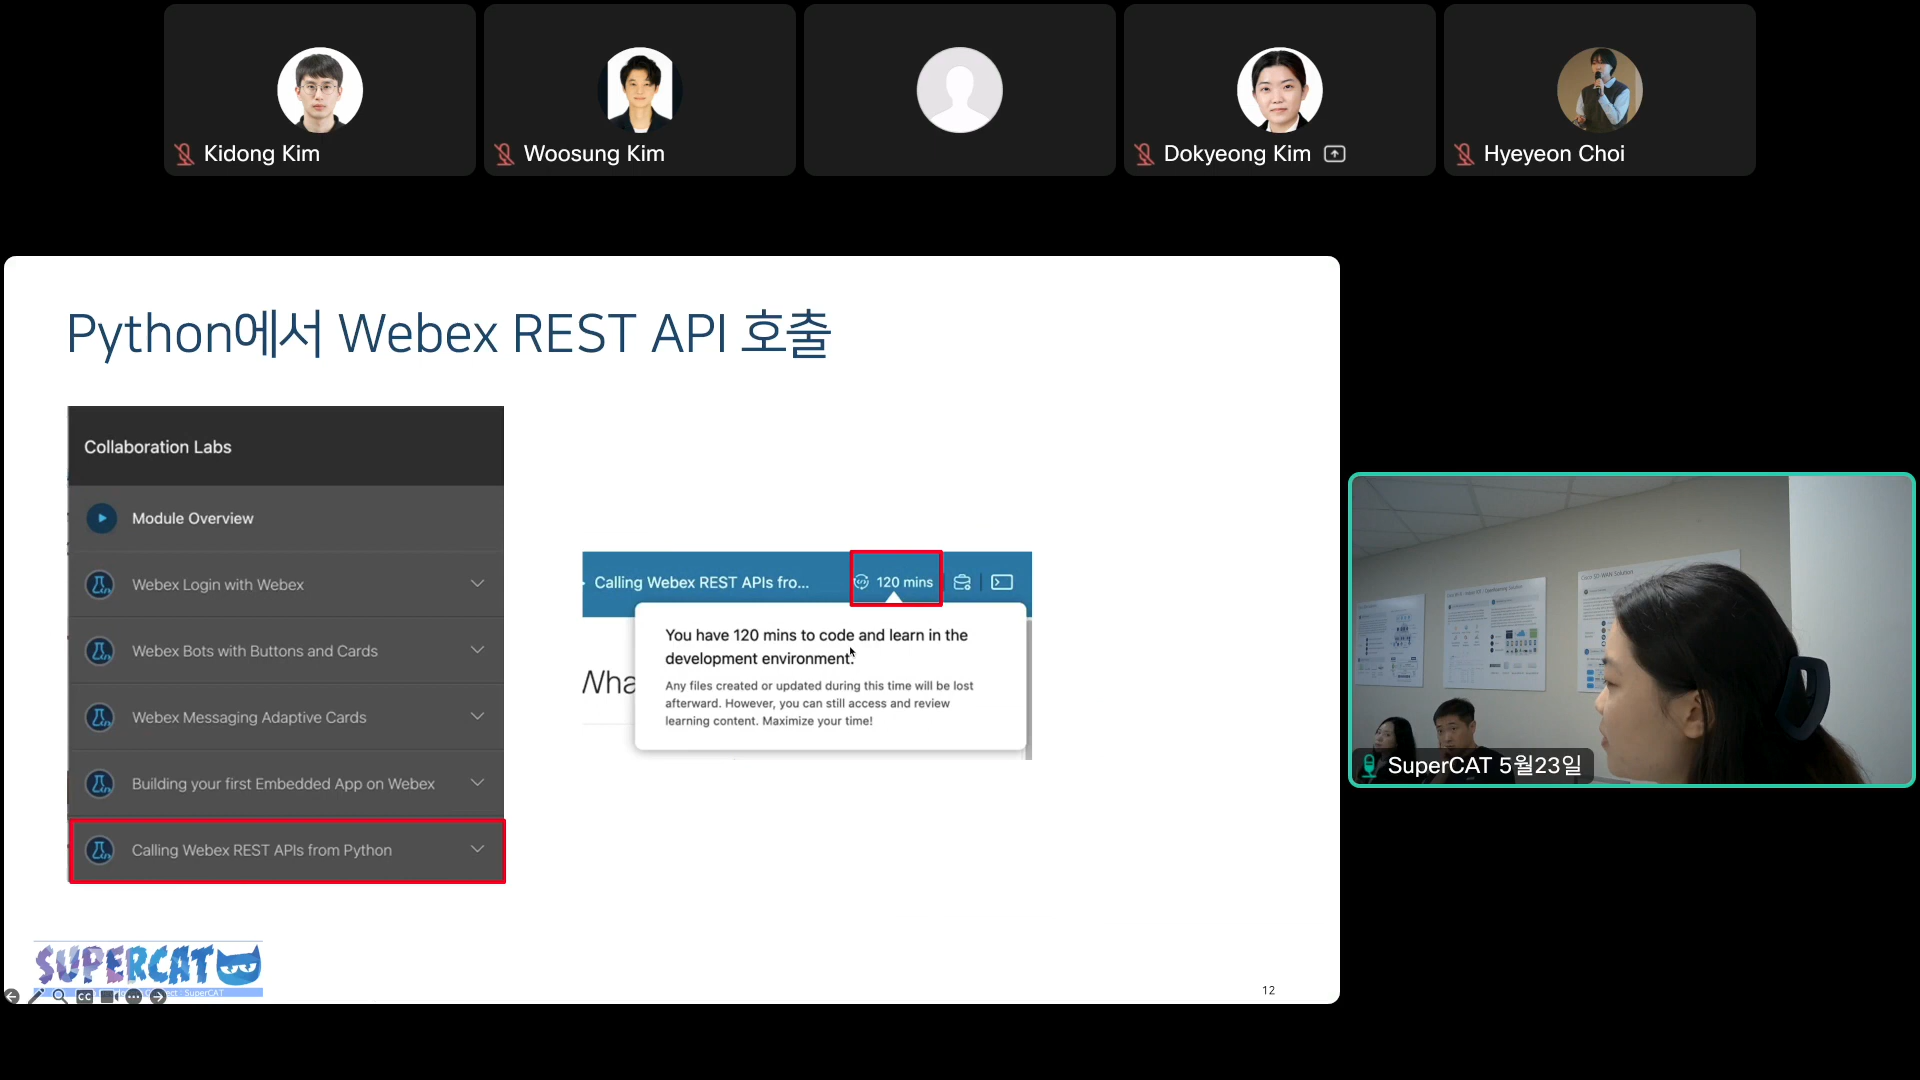 Kidong Kim
Woosung Kim
Dokyeong Kim
Hyeyeon Choi
Python에서 Webex REST API 호출
Collaboration Labs
Module Overview
Webex Login with Webex
Webex Bots with Buttons and Cards
Webex Messaging Adaptive Cards
Building your first Embedded App on Webex
Calling Webex REST APIs from Python
Calling Webex REST APIs fro...
120 mins
You have 120 mins to code and learn in the
development environment.
Wha
Any files created or updated during this time will be lost
afterward. However, you can still access and review
learning content. Maximize your time!
SuperCAT 5월23일
SUPERCAT
CC
SuperCAT
12